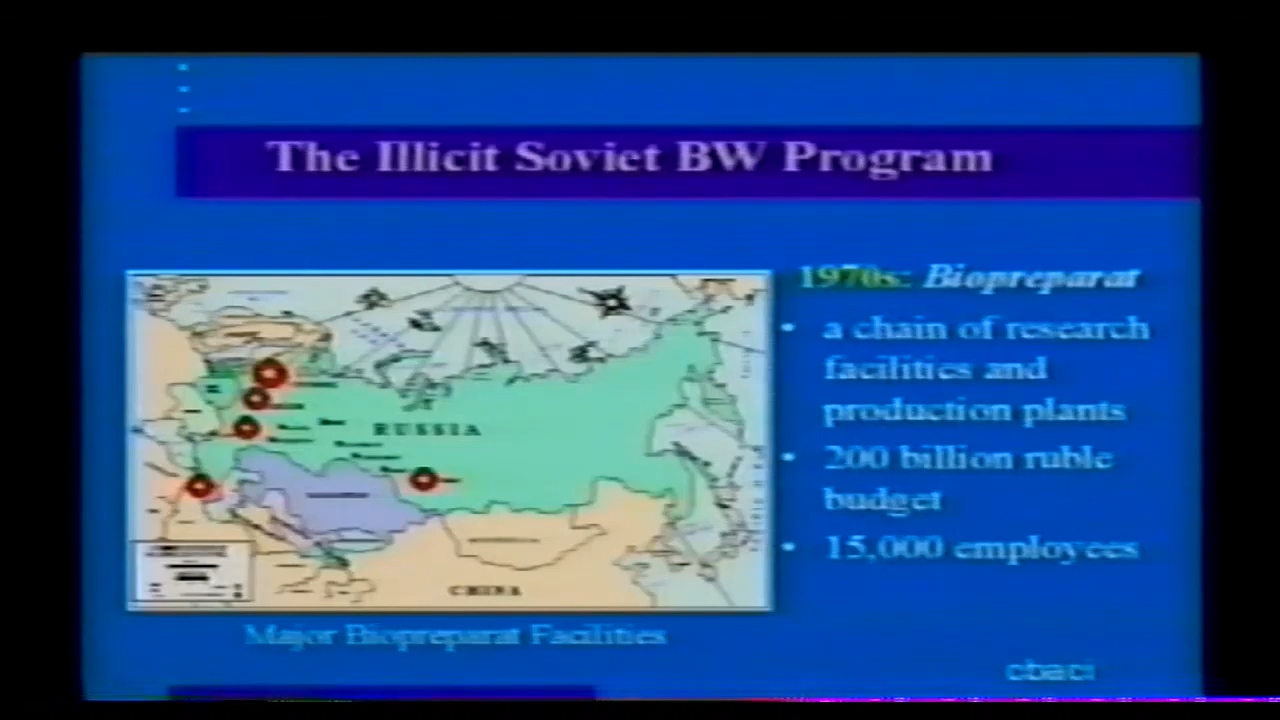 The Illicit Soviet BW Program
1970s: Biopreparat
• a chain of research
facilities and
production plants
• 200 billion ruble
budget
• 15,000 employees
RUSSIA
CHINA
Major Biopreparat Facilities
cbaci